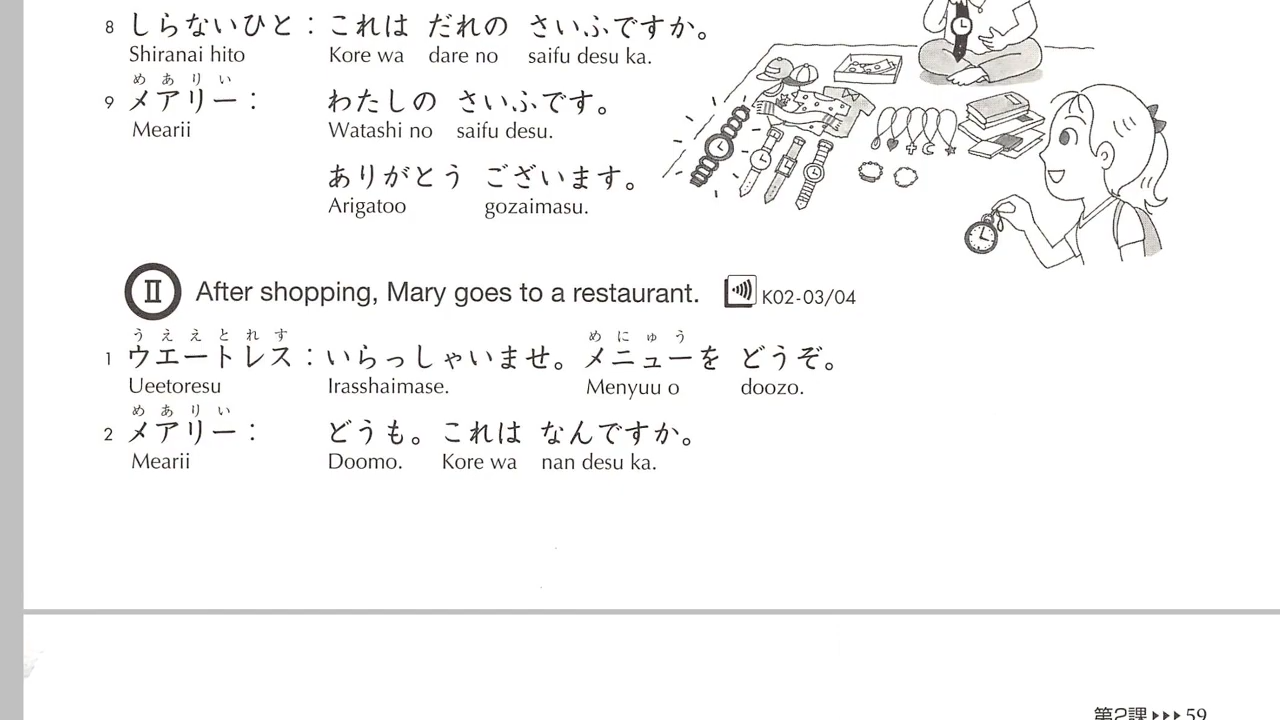 8 しらないひと： これは だれの さいふですか。
Shiranai hito Kore wa dare no saifu desu ka.
めありい
9 メアリー： わたしの さいふです。
Mearii Watashi no saifu desu.
ありがとう ございます。
Arigatoo gozaimasu.
Ⅱ After shopping, Mary goes to a restaurant. K02-03/04
うええとれす めにゅう
1 ウエートレス： いらっしゃいませ。 メニューを どうぞ。
Ueetoresu Irasshaimase. Menyuu o doozo.
めありい
2 メアリー： どうも。 これは なんですか。
Mearii Doomo. Kore wa nan desu ka.
第2課 ▶▶▶ 59